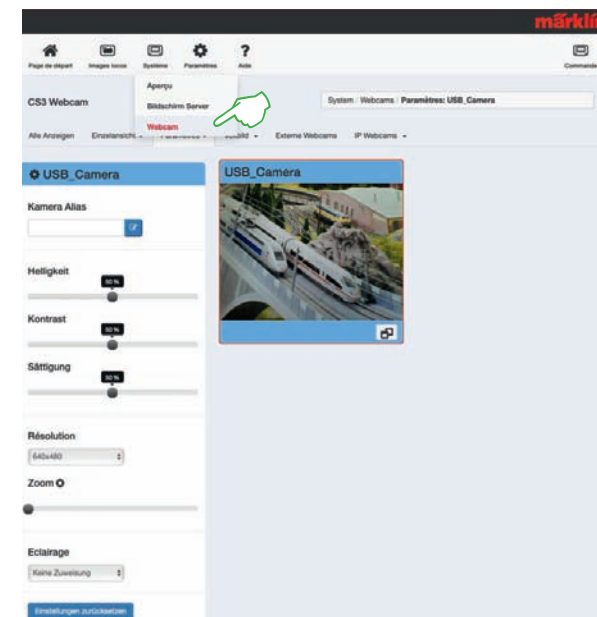 märkli
?
Page de départ Images locos Système Paramètres Aide Commande
Aperçu
Bildschirm Server
Webcam
CS3 Webcam
System / Webcams / Paramètres: USB_Camera
Alle Anzeigen Einzelansicht Externe Webcams IP Webcams
USB_Camera
USB_Camera
Kamera Alias
Helligkeit
50 %
Kontrast
50 %
Sättigung
50 %
Résolution
640x480
Zoom
Eclairage
Keine Zuweisung
Einstellungen zurücksetzen